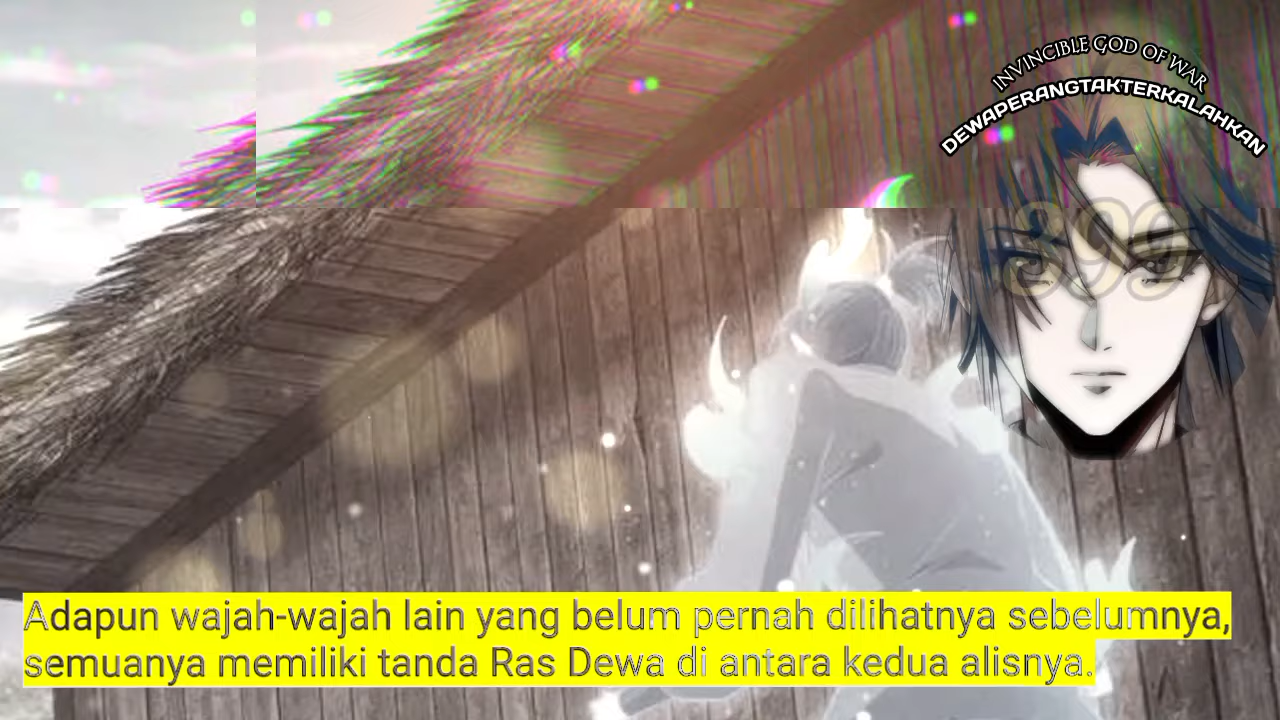 INVINCIBLE GOD OF WAR
DEWAPERANGTAKTERKALAHKAN
399
Adapun wajah-wajah lain yang belum pernah dilihatnya sebelumnya,
semuanya memiliki tanda Ras Dewa di antara kedua alisnya.